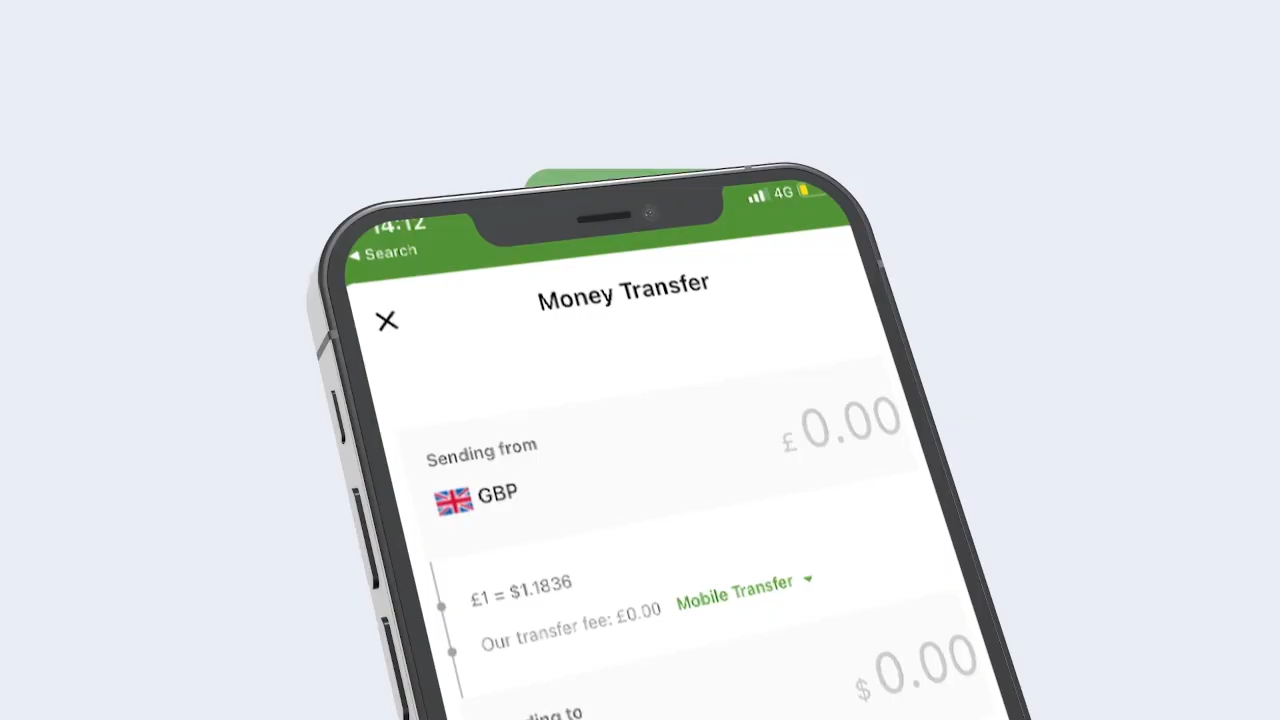 14:12
4G
Search
Money Transfer
Sending from
£ 0.00
GBP
£1 = $1.1836
Our transfer fee: £0.00 Mobile Transfer
$ 0.00
to